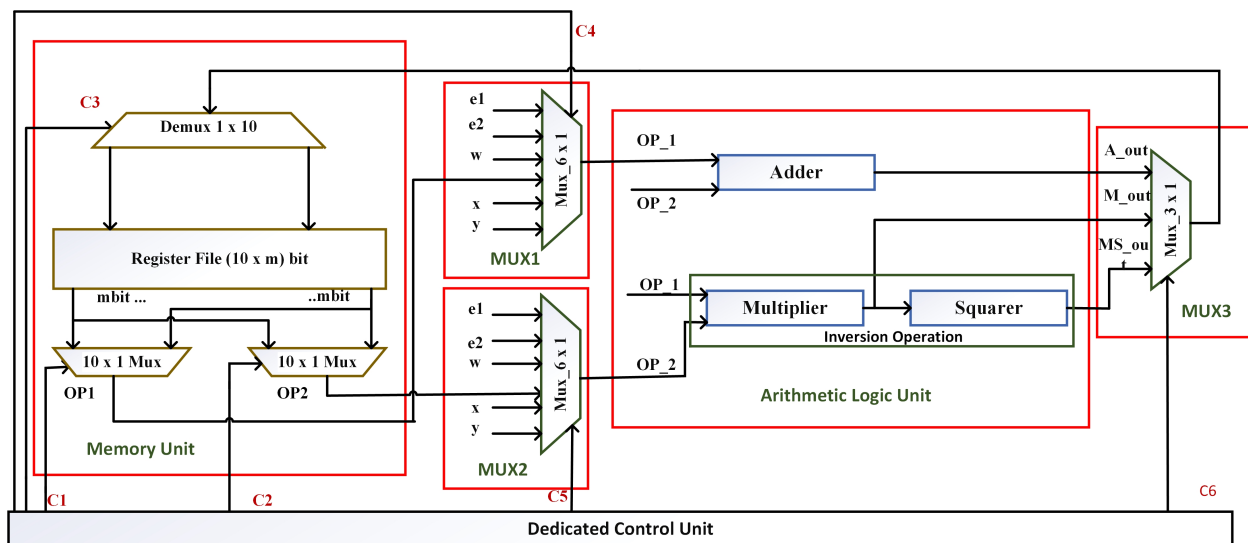 C4
C3
Demux 1 x 10
Register File (10 x m) bit
mbit ...
..mbit
10 x 1 Mux
10 x 1 Mux
OP1
OP2
Memory Unit
C1
C2
e1
e2
w
x
y
Mux_6 x 1
MUX1
e1
e2
w
x
y
Mux_6 x 1
MUX2
C5
OP_1
OP_2
Adder
OP_1
OP_2
Multiplier
Squarer
Inversion Operation
Arithmetic Logic Unit
A_out
M_out
MS_ou
t
Mux_3 x 1
MUX3
C6
Dedicated Control Unit